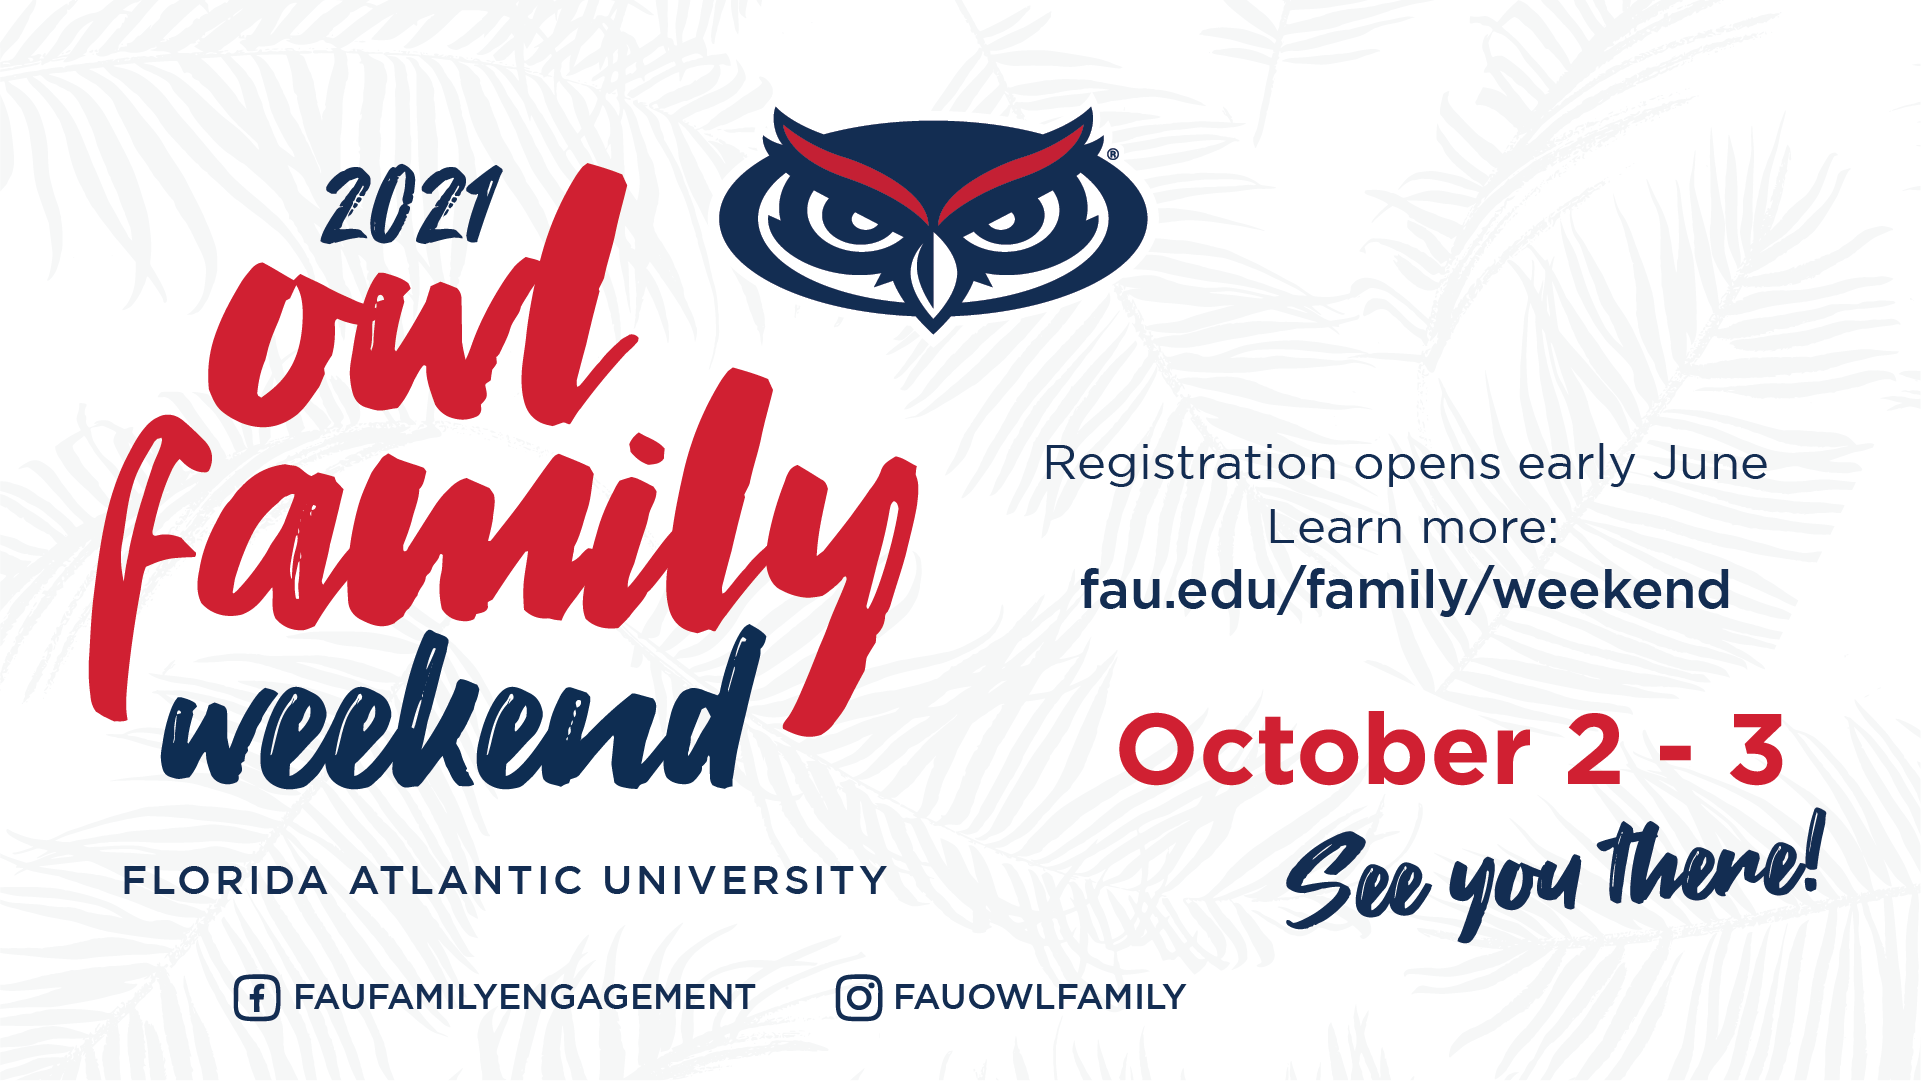 2021
owl
family
weekend
FLORIDA ATLANTIC UNIVERSITY
FAUFAMILYENGAGEMENT
FAUOWLFAMILY
®
Registration opens early June
Learn more:
fau.edu/family/weekend
October 2 - 3
See you there!